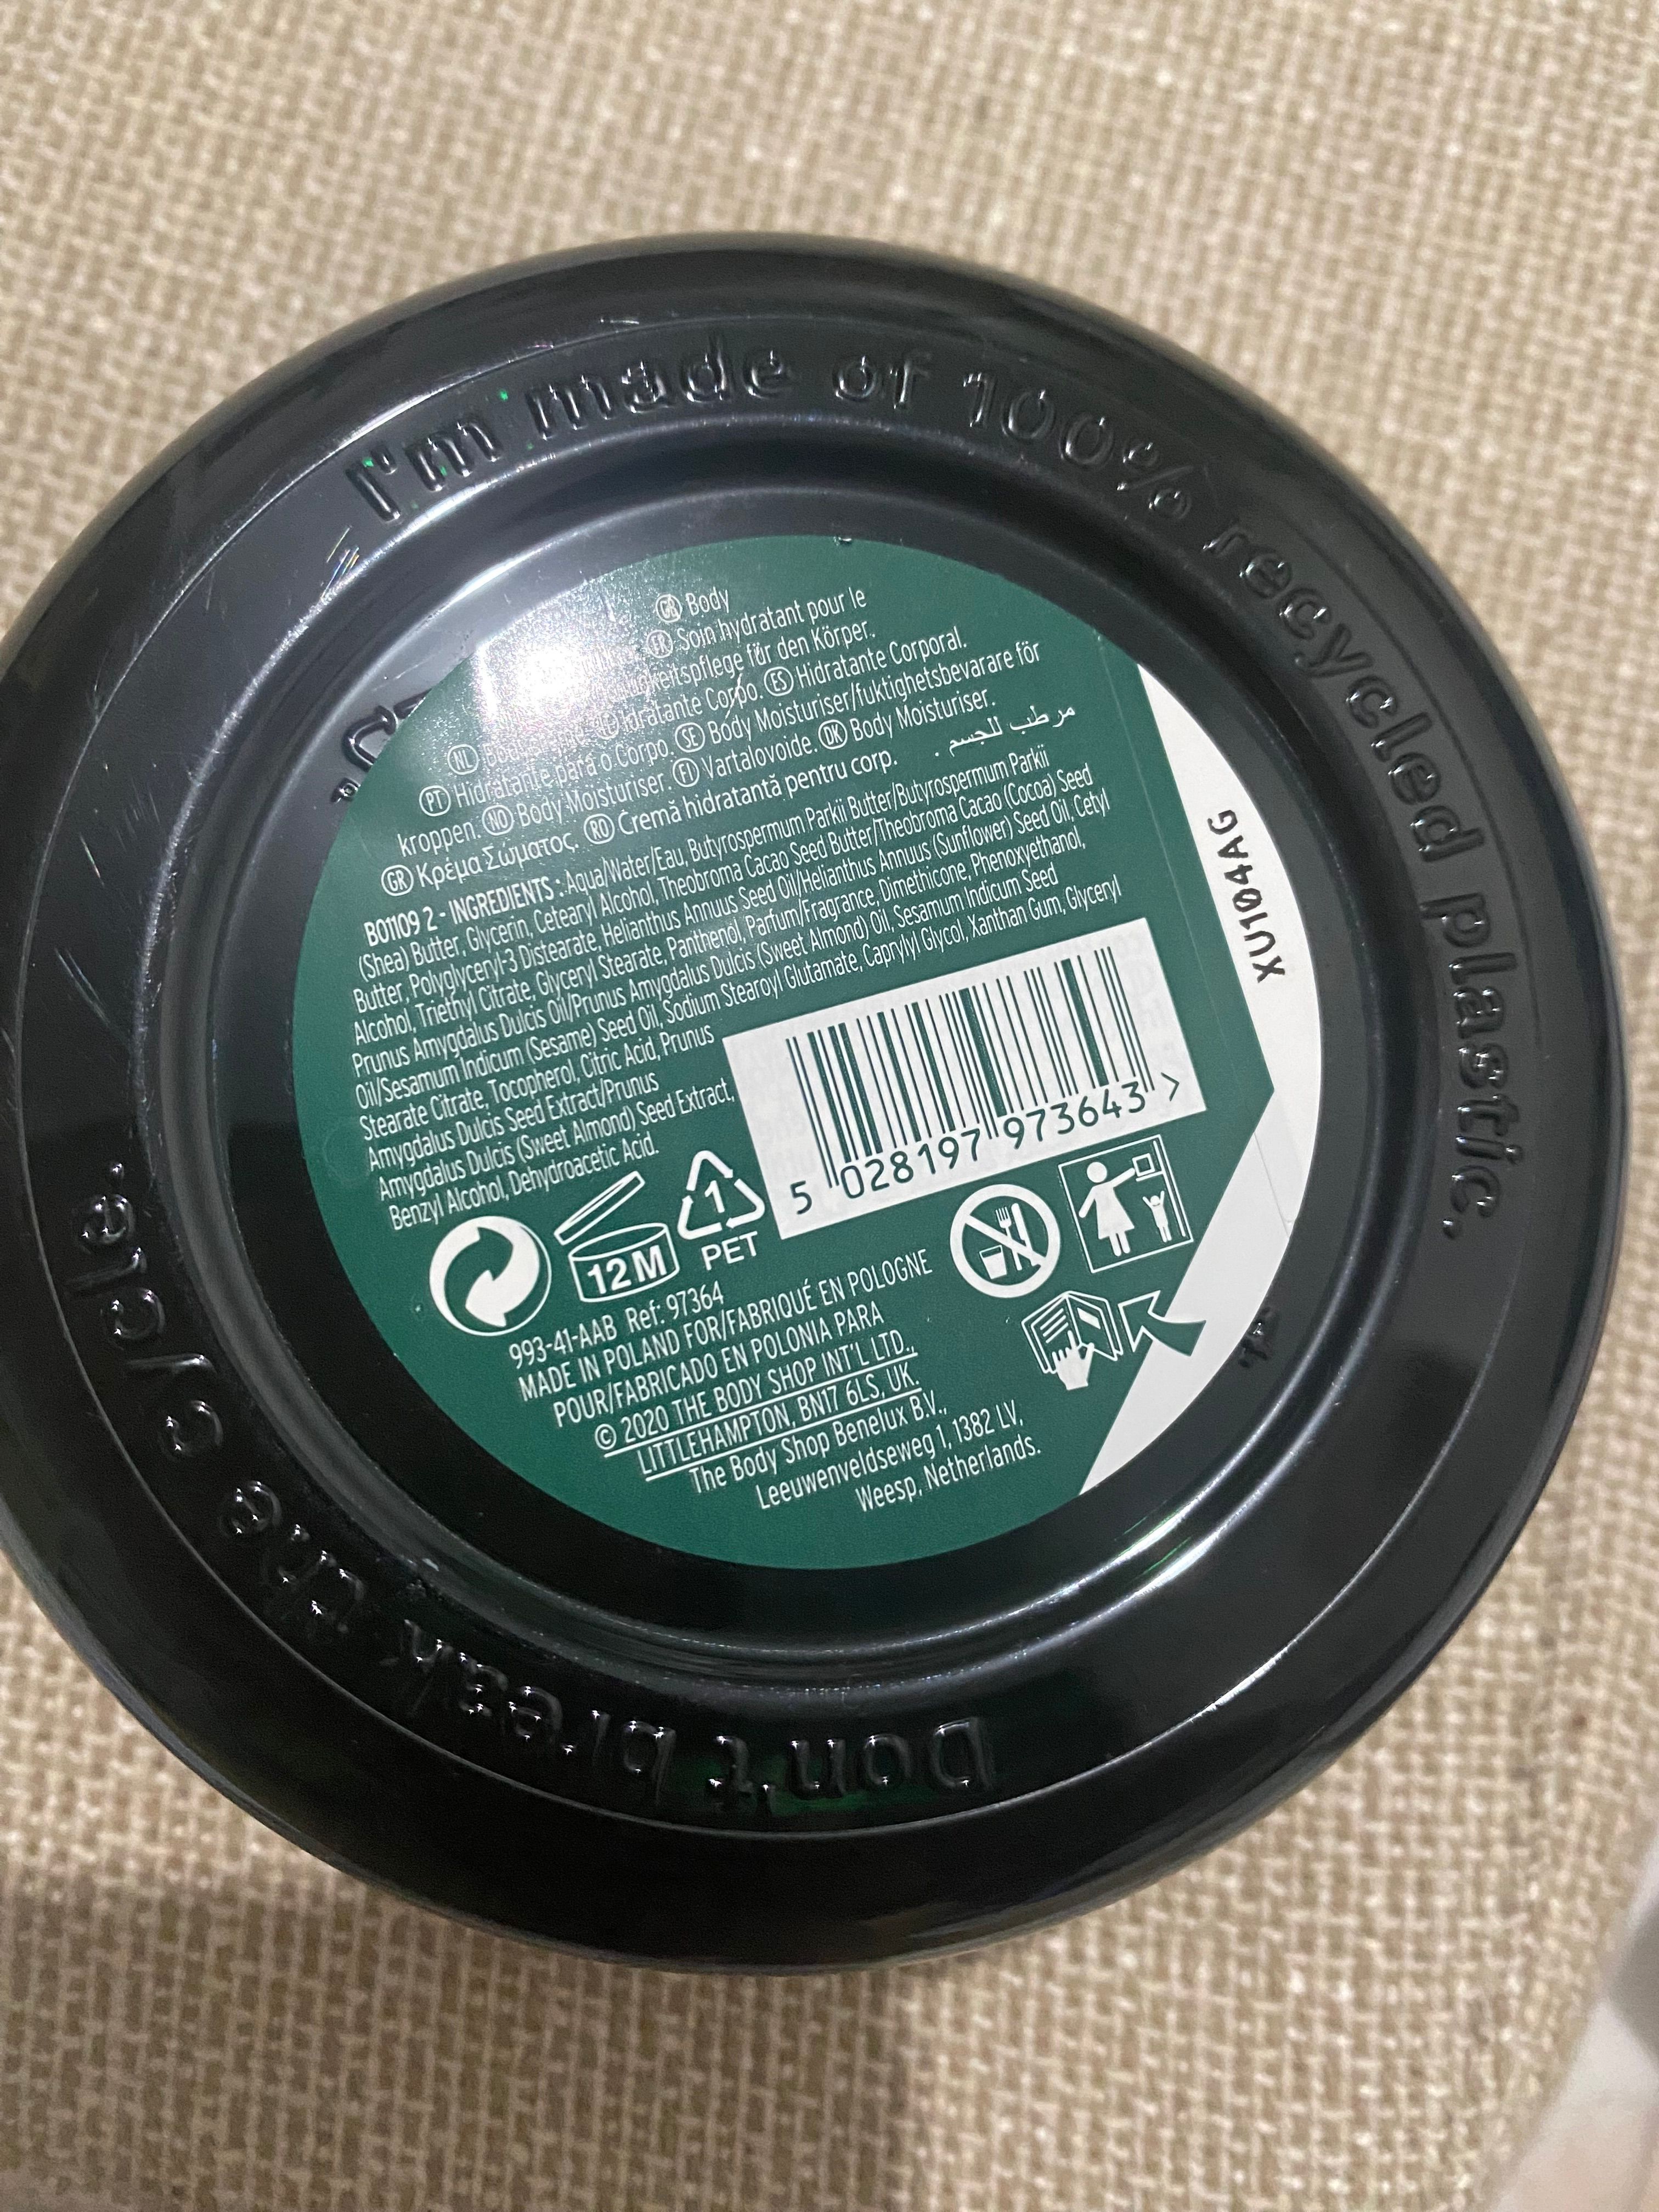 I'm made of 100% recycled plastic.
GB Body
FR Soin hydratant pour le
für den Körper.
NL Corpo. ES Hidratante Corporal.
PT Hidratante para o Corpo. SE Body Moisturiser/fuktighetsbevarare för
kroppen. NO Body Moisturiser. FI Vartalovoide. DK Body Moisturiser.
GR Κρέμα Σώματος. RO Cremă hidratantă pentru corp. مرطب للجسم.
B01109 2 - INGREDIENTS : Aqua/Water/Eau, Butyrospermum Parkii Butter/Butyrospermum Parkii
(Shea) Butter, Glycerin, Cetearyl Alcohol, Theobroma Cacao Seed Butter/Theobroma Cacao (Cocoa) Seed
Butter, Polyglyceryl-3 Distearate, Helianthus Annuus Seed Oil/Helianthus Annuus (Sunflower) Seed Oil, Cetyl
Alcohol, Triethyl Citrate, Glyceryl Stearate, Panthenol, Parfum/Fragrance, Dimethicone, Phenoxyethanol,
Prunus Amygdalus Dulcis Oil/Prunus Amygdalus Dulcis (Sweet Almond) Oil, Sesamum Indicum Seed
Oil/Sesamum Indicum (Sesame) Seed Oil, Sodium Stearoyl Glutamate, Caprylyl Glycol, Xanthan Gum, Glyceryl
Stearate Citrate, Tocopherol, Citric Acid, Prunus
Amygdalus Dulcis Seed Extract/Prunus
Amygdalus Dulcis (Sweet Almond) Seed Extract,
Benzyl Alcohol, Dehydroacetic Acid.
5 028197 973643 >
12M
1
PET
993-41-AAB Ref: 97364
MADE IN POLAND FOR/FABRIQUÉ EN POLOGNE
POUR/FABRICADO EN POLONIA PARA
© 2020 THE BODY SHOP INT'L LTD.,
LITTLEHAMPTON, BN17 6LS, UK.
The Body Shop Benelux B.V.,
Leeuwenveldseweg 1, 1382 LV,
Weesp, Netherlands.
XU104AG
Don't break the cycle.